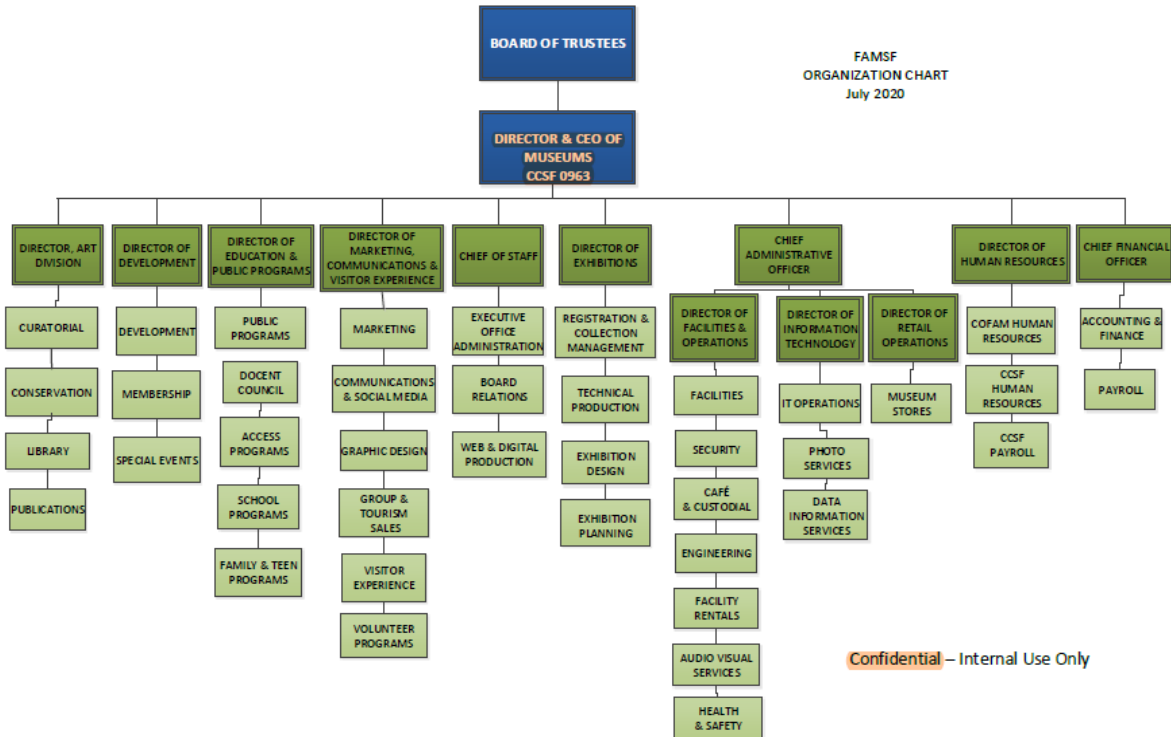 BOARD OF TRUSTEES
FAMSF
ORGANIZATION CHART
July 2020
DIRECTOR & CEO OF
MUSEUMS
CCSF 0963
DIRECTOR, ART
DIVISION
CURATORIAL
CONSERVATION
LIBRARY
PUBLICATIONS
DIRECTOR OF
DEVELOPMENT
DEVELOPMENT
MEMBERSHIP
SPECIAL EVENTS
DIRECTOR OF
EDUCATION &
PUBLIC PROGRAMS
PUBLIC
PROGRAMS
DOCENT
COUNCIL
ACCESS
PROGRAMS
SCHOOL
PROGRAMS
FAMILY & TEEN
PROGRAMS
DIRECTOR OF
MARKETING,
COMMUNICATIONS &
VISITOR EXPERIENCE
MARKETING
COMMUNICATIONS
& SOCIAL MEDIA
GRAPHIC DESIGN
GROUP &
TOURISM
SALES
VISITOR
EXPERIENCE
VOLUNTEER
PROGRAMS
CHIEF OF STAFF
EXECUTIVE
OFFICE
ADMINISTRATION
BOARD
RELATIONS
WEB & DIGITAL
PRODUCTION
DIRECTOR OF
EXHIBITIONS
REGISTRATION &
COLLECTION
MANAGEMENT
TECHNICAL
PRODUCTION
EXHIBITION
DESIGN
EXHIBITION
PLANNING
CHIEF
ADMINISTRATIVE
OFFICER
DIRECTOR OF
FACILITIES &
OPERATIONS
FACILITIES
SECURITY
CAFÉ
& CUSTODIAL
ENGINEERING
FACILITY
RENTALS
AUDIO VISUAL
SERVICES
HEALTH
& SAFETY
DIRECTOR OF
INFORMATION
TECHNOLOGY
IT OPERATIONS
PHOTO
SERVICES
DATA
INFORMATION
SERVICES
DIRECTOR OF
RETAIL
OPERATIONS
MUSEUM
STORES
DIRECTOR OF
HUMAN RESOURCES
COFAM HUMAN
RESOURCES
CCSF
HUMAN
RESOURCES
CCSF
PAYROLL
CHIEF FINANCIAL
OFFICER
ACCOUNTING &
FINANCE
PAYROLL
Confidential – Internal Use Only